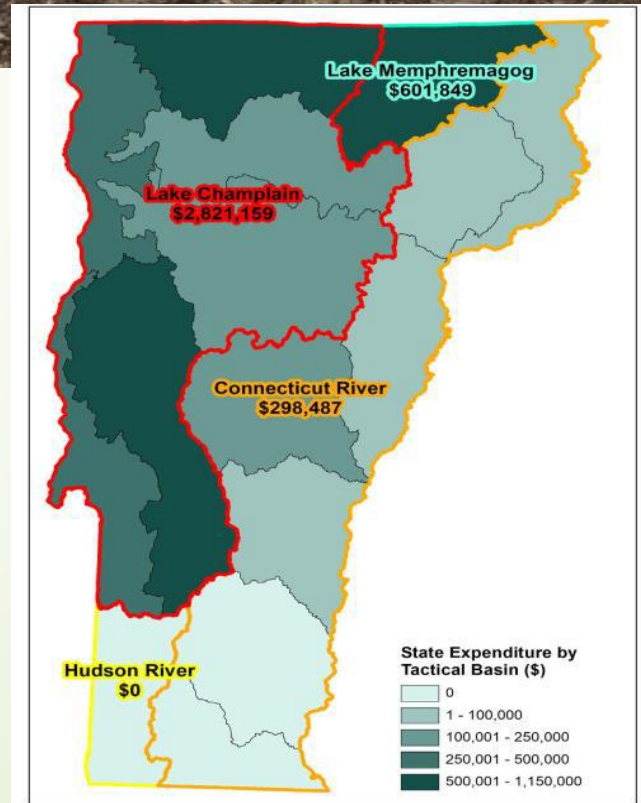 Lake Memphremagog
$601,849
Lake Champlain
$2,821,159
Connecticut River
$298,487
Hudson River
$0
State Expenditure by
Tactical Basin ($)
0
1 - 100,000
100,001 - 250,000
250,001 - 500,000
500,001 - 1,150,000